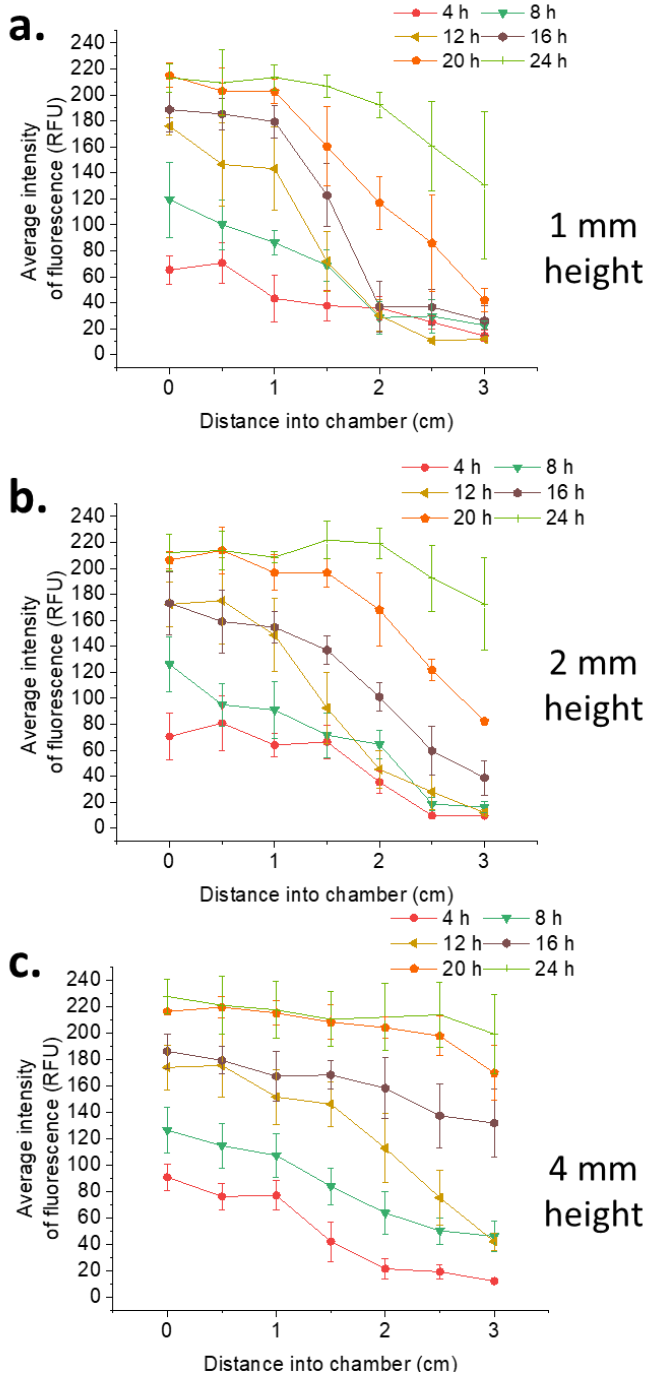 a.
4 h 8 h
12 h 16 h
20 h 24 h
240
220
200
180
160
140
120
100
80
60
40
20
0
Average intensity
of fluorescence (RFU)
0 1 2 3
Distance into chamber (cm)
1 mm
height
b.
4 h 8 h
12 h 16 h
20 h 24 h
240
220
200
180
160
140
120
100
80
60
40
20
0
Average intensity
of fluorescence (RFU)
0 1 2 3
Distance into chamber (cm)
2 mm
height
c.
4 h 8 h
12 h 16 h
20 h 24 h
240
220
200
180
160
140
120
100
80
60
40
20
0
Average intensity
of fluorescence (RFU)
0 1 2 3
Distance into chamber (cm)
4 mm
height